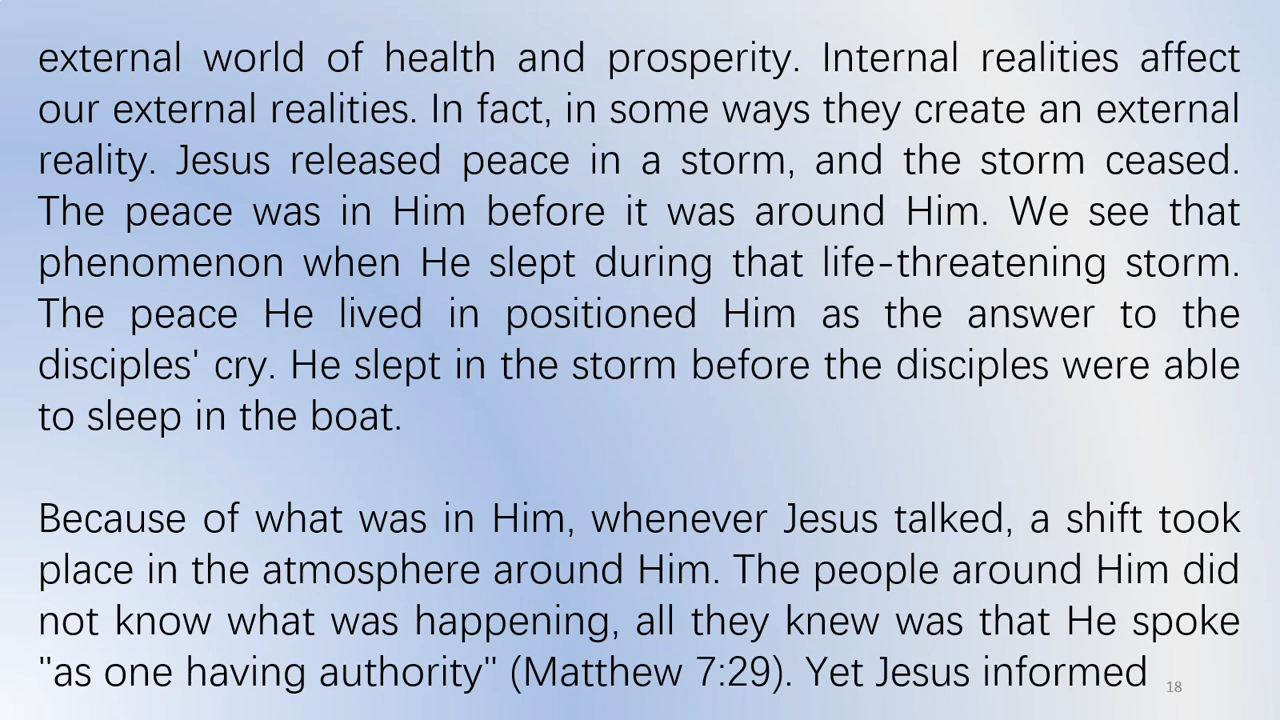 external world of health and prosperity. Internal realities affect
our external realities. In fact, in some ways they create an external
reality. Jesus released peace in a storm, and the storm ceased.
The peace was in Him before it was around Him. We see that
phenomenon when He slept during that life-threatening storm.
The peace He lived in positioned Him as the answer to the
disciples' cry. He slept in the storm before the disciples were able
to sleep in the boat.
Because of what was in Him, whenever Jesus talked, a shift took
place in the atmosphere around Him. The people around Him did
not know what was happening, all they knew was that He spoke
"as one having authority" (Matthew 7:29). Yet Jesus informed
18